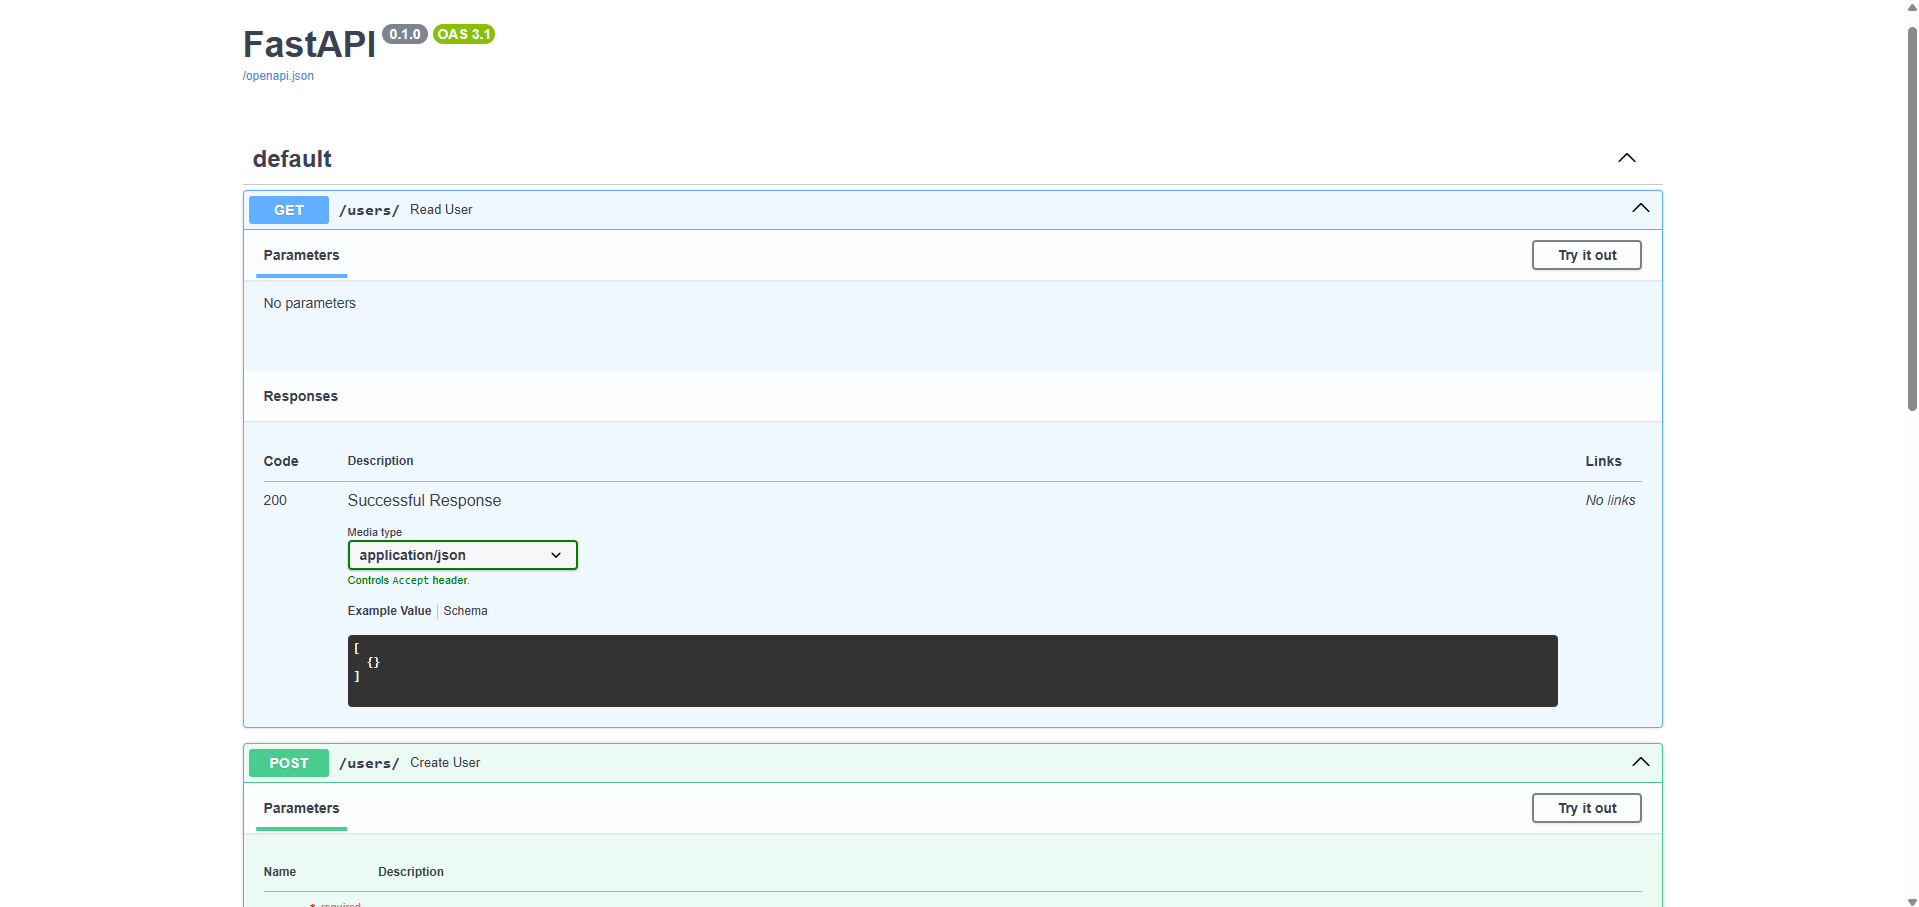 FastAPI 0.1.0 OAS 3.1
/openapi.json
default
GET /users/ Read User
Parameters Try it out
No parameters
Responses
Code Description Links
200 Successful Response No links
Media type
application/json
Controls Accept header.
Example Value Schema
[
{}
]
POST /users/ Create User
Parameters Try it out
Name Description
* required